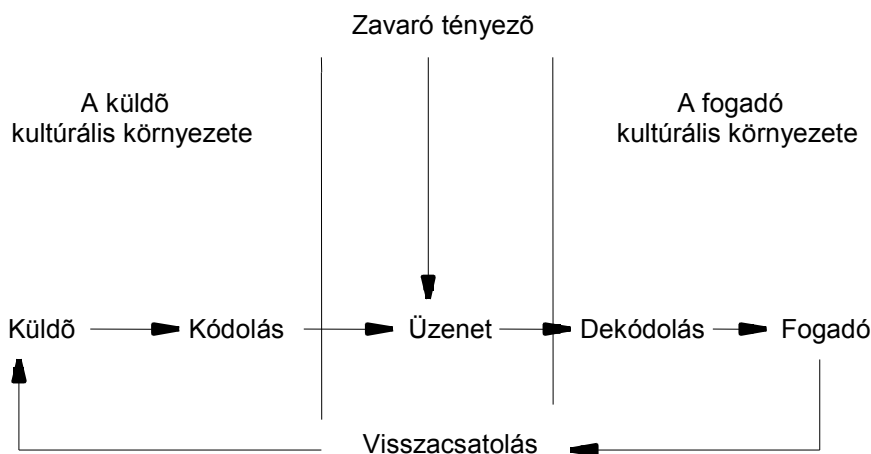 Zavaró tényezõ
A küldõ
kultúrális környezete
A fogadó
kultúrális környezete
Küldõ
Kódolás
Üzenet
Dekódolás
Fogadó
Visszacsatolás